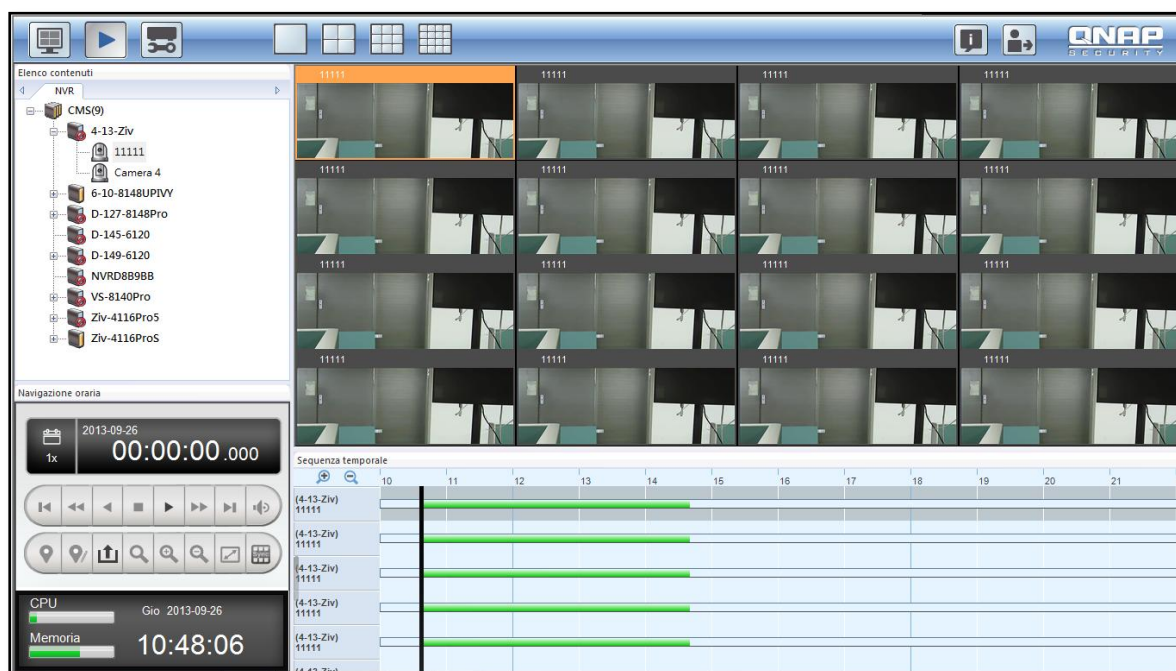 QNAP
SECURITY
Elenco contenuti
NVR
CMS(9)
4-13-Ziv
11111
Camera 4
6-10-8148UPIVY
D-127-8148Pro
D-145-6120
D-149-6120
NVRD8B9BB
VS-8140Pro
Ziv-4116Pro5
Ziv-4116ProS
11111 11111 11111 11111
11111 11111 11111 11111
11111 11111 11111 11111
11111 11111 11111 11111
Navigazione oraria
2013-09-26
1x 00:00:00.000
CPU
Gio 2013-09-26
Memoria
10:48:06
Sequenza temporale
10 11 12 13 14 15 16 17 18 19 20 21
(4-13-Ziv)
11111
(4-13-Ziv)
11111
(4-13-Ziv)
11111
(4-13-Ziv)
11111
(4-13-Ziv)
11111
(4-13-Ziv)